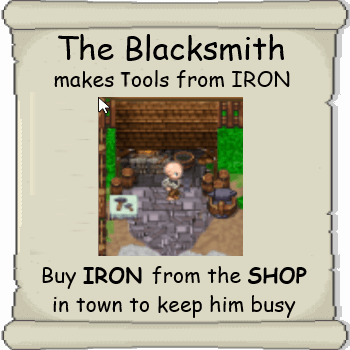 The Blacksmith
makes Tools from IRON
Buy IRON from the SHOP
in town to keep him busy